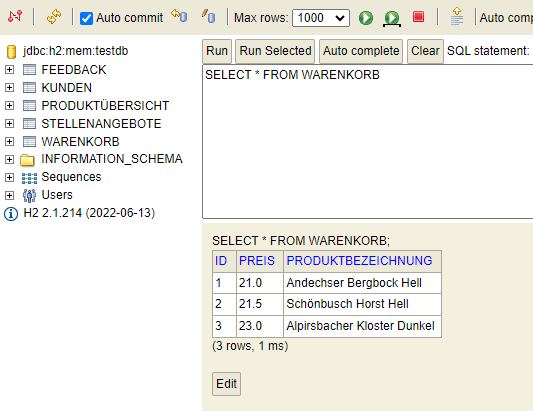 Auto commit Max rows: 1000 Auto comp
jdbc:h2:mem:testdb
FEEDBACK
KUNDEN
PRODUKTÜBERSICHT
STELLENANGEBOTE
WARENKORB
INFORMATION_SCHEMA
Sequences
Users
H2 2.1.214 (2022-06-13)
Run Run Selected Auto complete Clear SQL statement:
SELECT * FROM WARENKORB
SELECT * FROM WARENKORB;
ID PREIS PRODUKTBEZEICHNUNG
1 21.0 Andechser Bergbock Hell
2 21.5 Schönbusch Horst Hell
3 23.0 Alpirsbacher Kloster Dunkel
(3 rows, 1 ms)
Edit